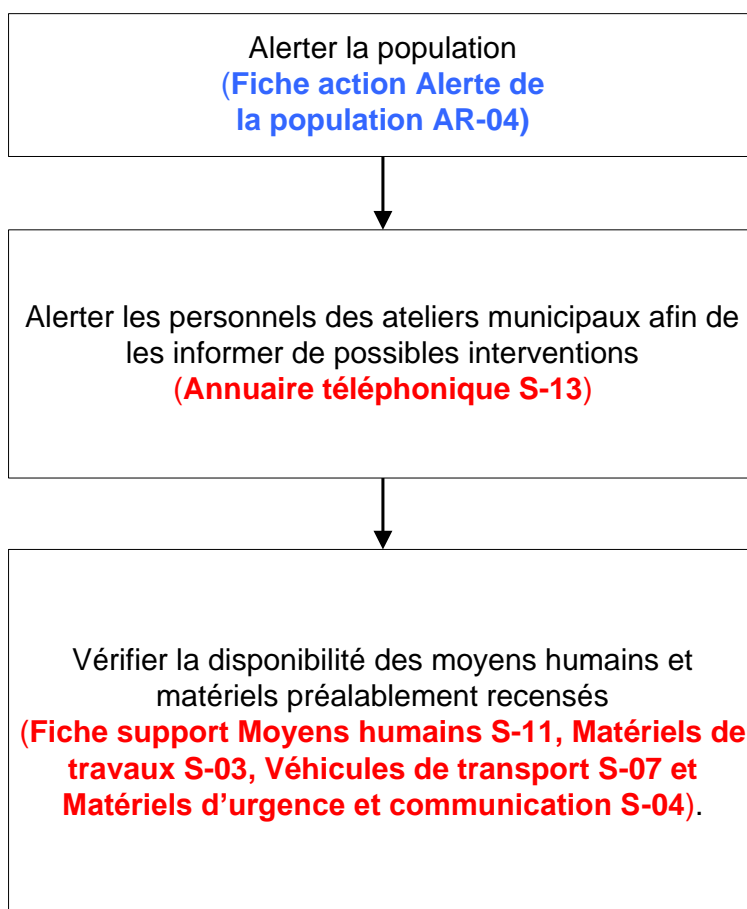 Alerter la population
(Fiche action Alerte de
la population AR-04)
Alerter les personnels des ateliers municipaux afin de
les informer de possibles interventions
(Annuaire téléphonique S-13)
Vérifier la disponibilité des moyens humains et
matériels préalablement recensés
(Fiche support Moyens humains S-11, Matériels de
travaux S-03, Véhicules de transport S-07 et
Matériels d’urgence et communication S-04).